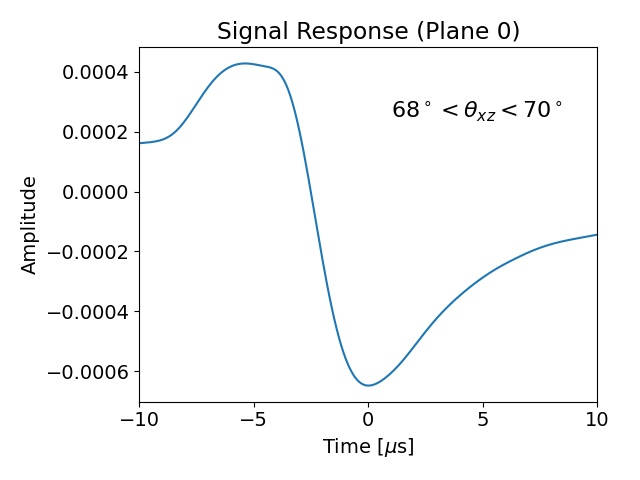 Signal Response (Plane 0)
68° < θ_xz < 70°
Amplitude
0.0004
0.0002
0.0000
−0.0002
−0.0004
−0.0006
−10
−5
0
5
10
Time [μs]